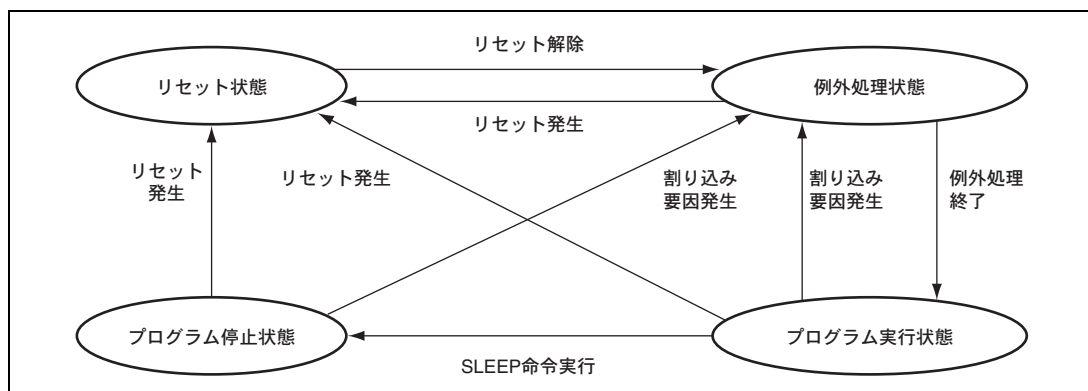 リセット解除
リセット状態
例外処理状態
リセット発生
リセット
発生
リセット発生
割り込み
要因発生
割り込み
要因発生
例外処理
終了
プログラム停止状態
プログラム実行状態
SLEEP命令実行